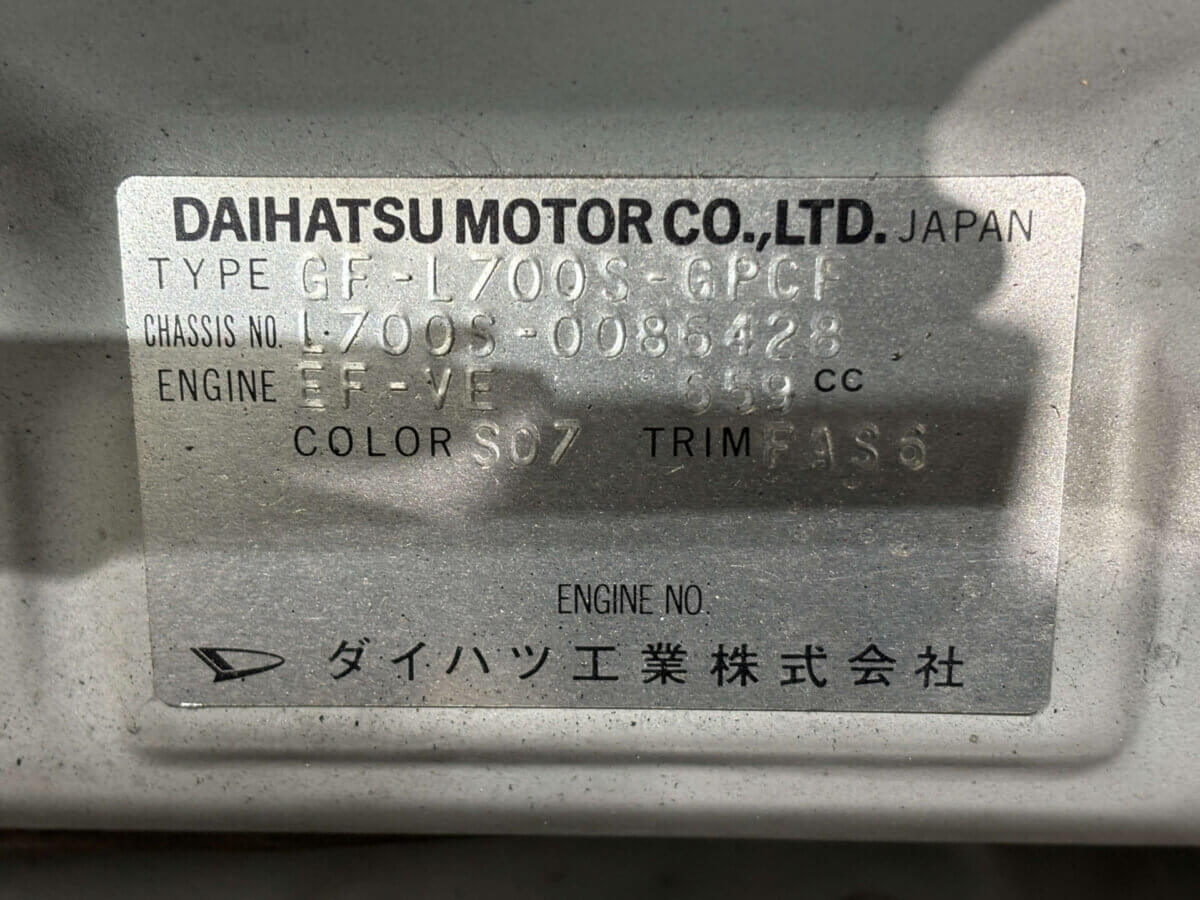 DAIHATSU MOTOR CO.,LTD. JAPAN
TYPE GF-L700S-GPCF
CHASSIS NO. L700S-0086428
ENGINE EF-VE 659 CC
COLOR S07 TRIM FAS6
ENGINE NO.
ダイハツ工業株式会社